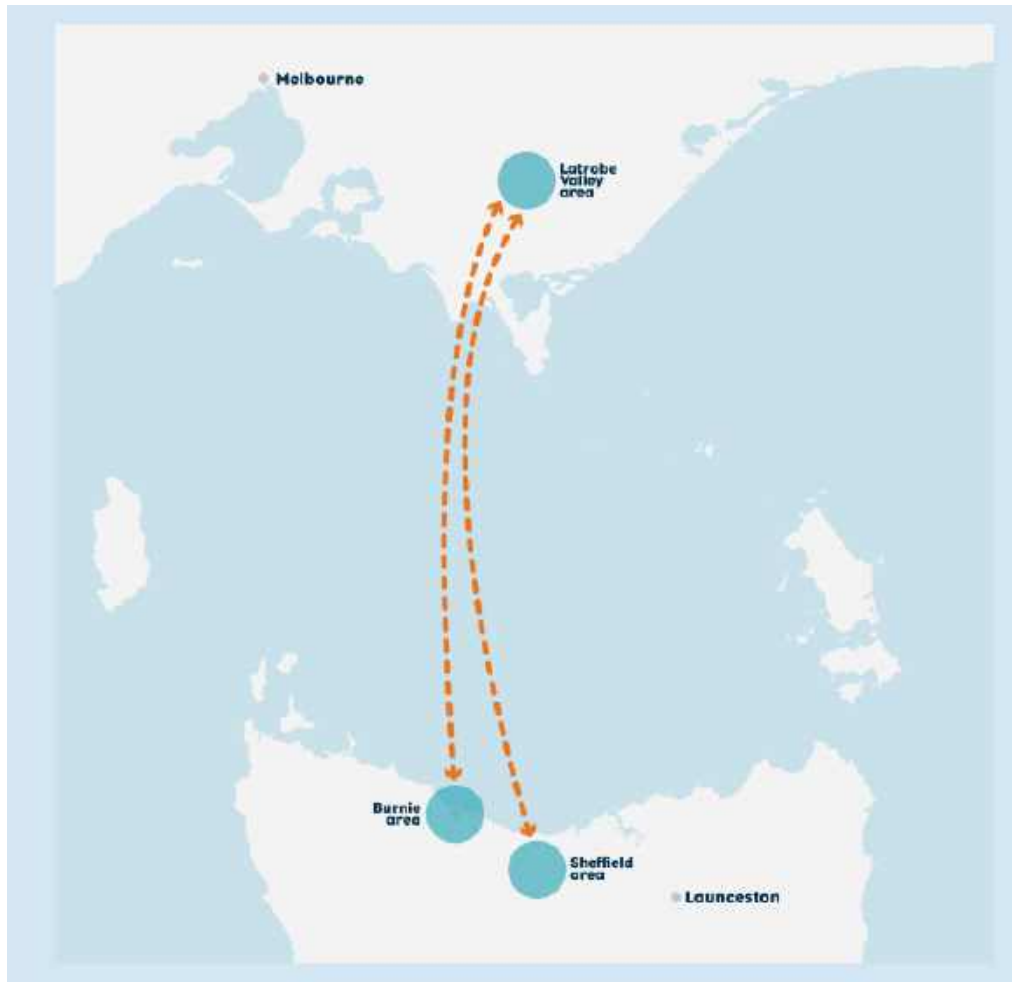 Melbourne
Latrobe
Valley
area
Burnie
area
Sheffield
area
Launceston